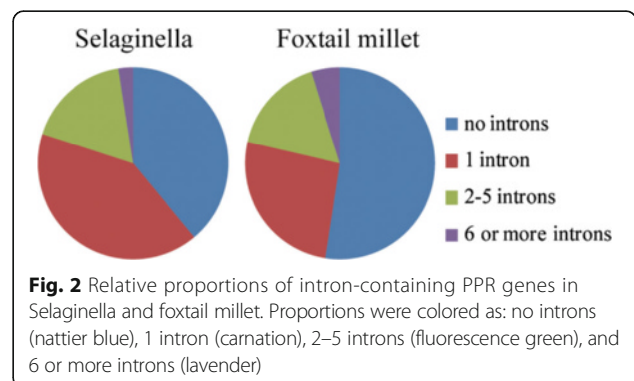 Selaginella
Foxtail millet
no introns
1 intron
2-5 introns
6 or more introns
Fig. 2 Relative proportions of intron-containing PPR genes in
Selaginella and foxtail millet. Proportions were colored as: no introns
(nattier blue), 1 intron (carnation), 2–5 introns (fluorescence green), and
6 or more introns (lavender)